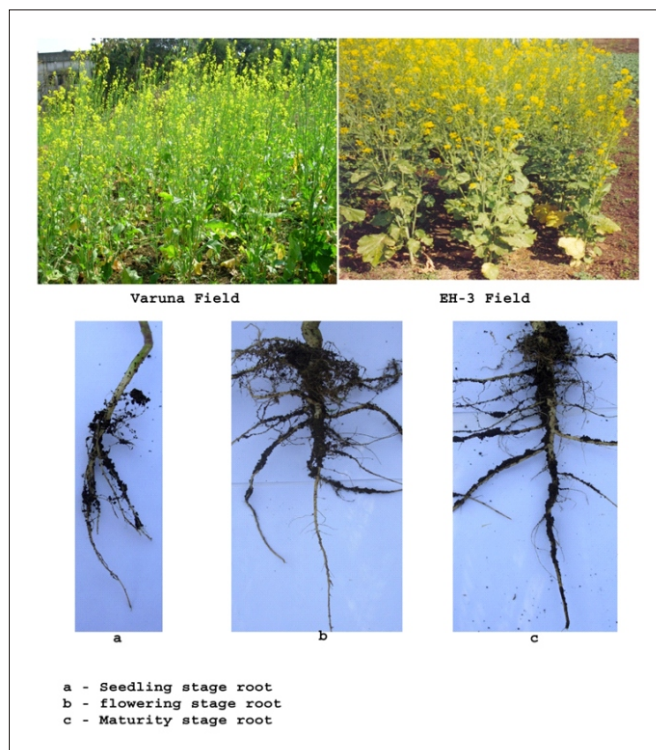 Varuna Field
EH-3 Field
a
b
c
a - Seedling stage root
b - flowering stage root
c - Maturity stage root